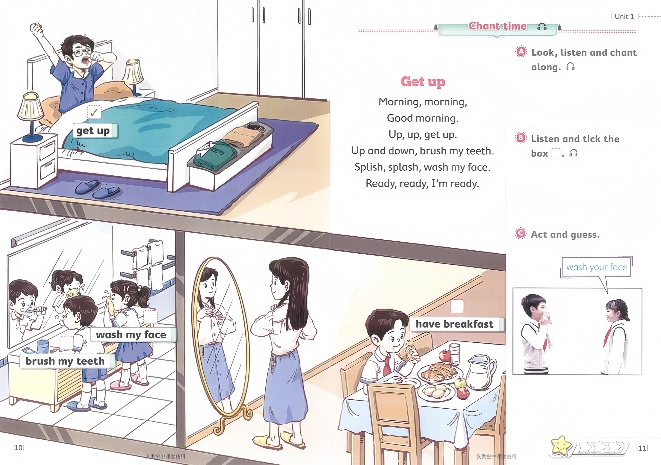 Unit 1
Chant time
get up
Get up
Morning, morning,
Good morning.
Up, up, get up.
Up and down, brush my teeth.
Splish, splash, wash my face.
Ready, ready, I'm ready.
A Look, listen and chant
along.
B Listen and tick the
box.
C Act and guess.
wash your face
wash my face
brush my teeth
have breakfast
10
11